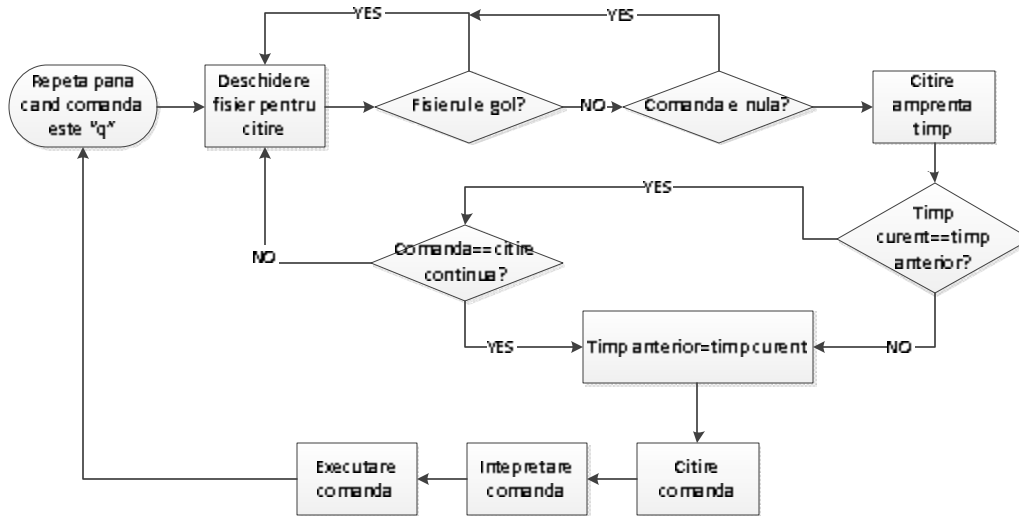 YES
YES
Repeta pana
cand comanda
este "q"
Deschidere
fisier pentru
citire
Fisierul e gol?
NO
Comanda e nula?
Citire
amprenta
timp
YES
Timp
curent==timp
anterior?
Comanda==citire
continua?
NO
YES
Timp anterior=timp curent
NO
Executare
comanda
Intepretare
comanda
Citire
comanda